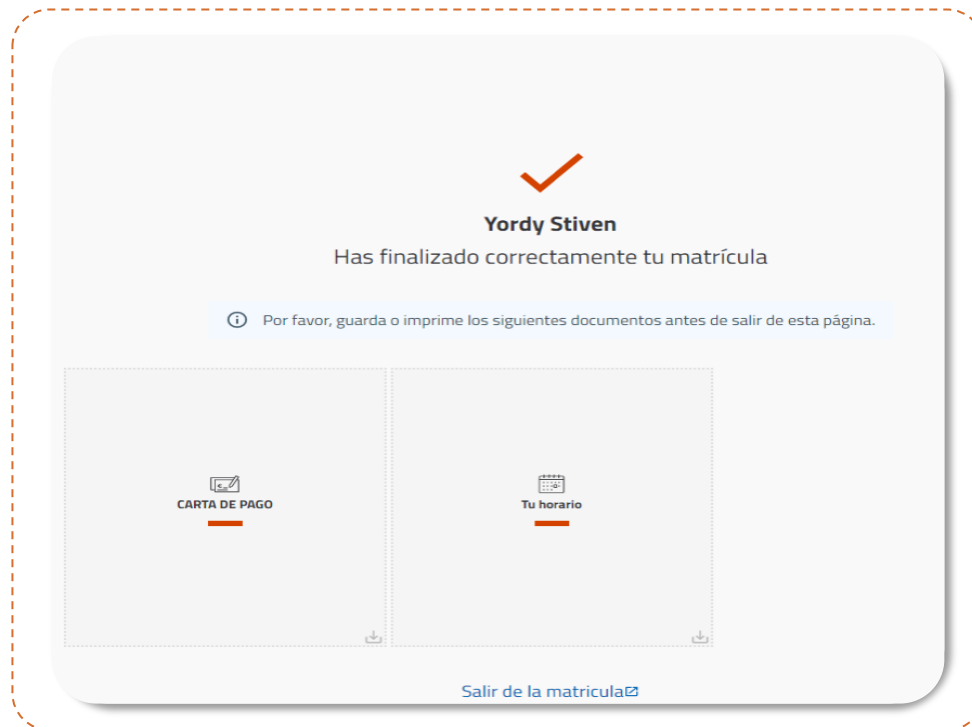 Yordy Stiven
Has finalizado correctamente tu matrícula
Por favor, guarda o imprime los siguientes documentos antes de salir de esta página.
CARTA DE PAGO
Tu horario
Salir de la matricula